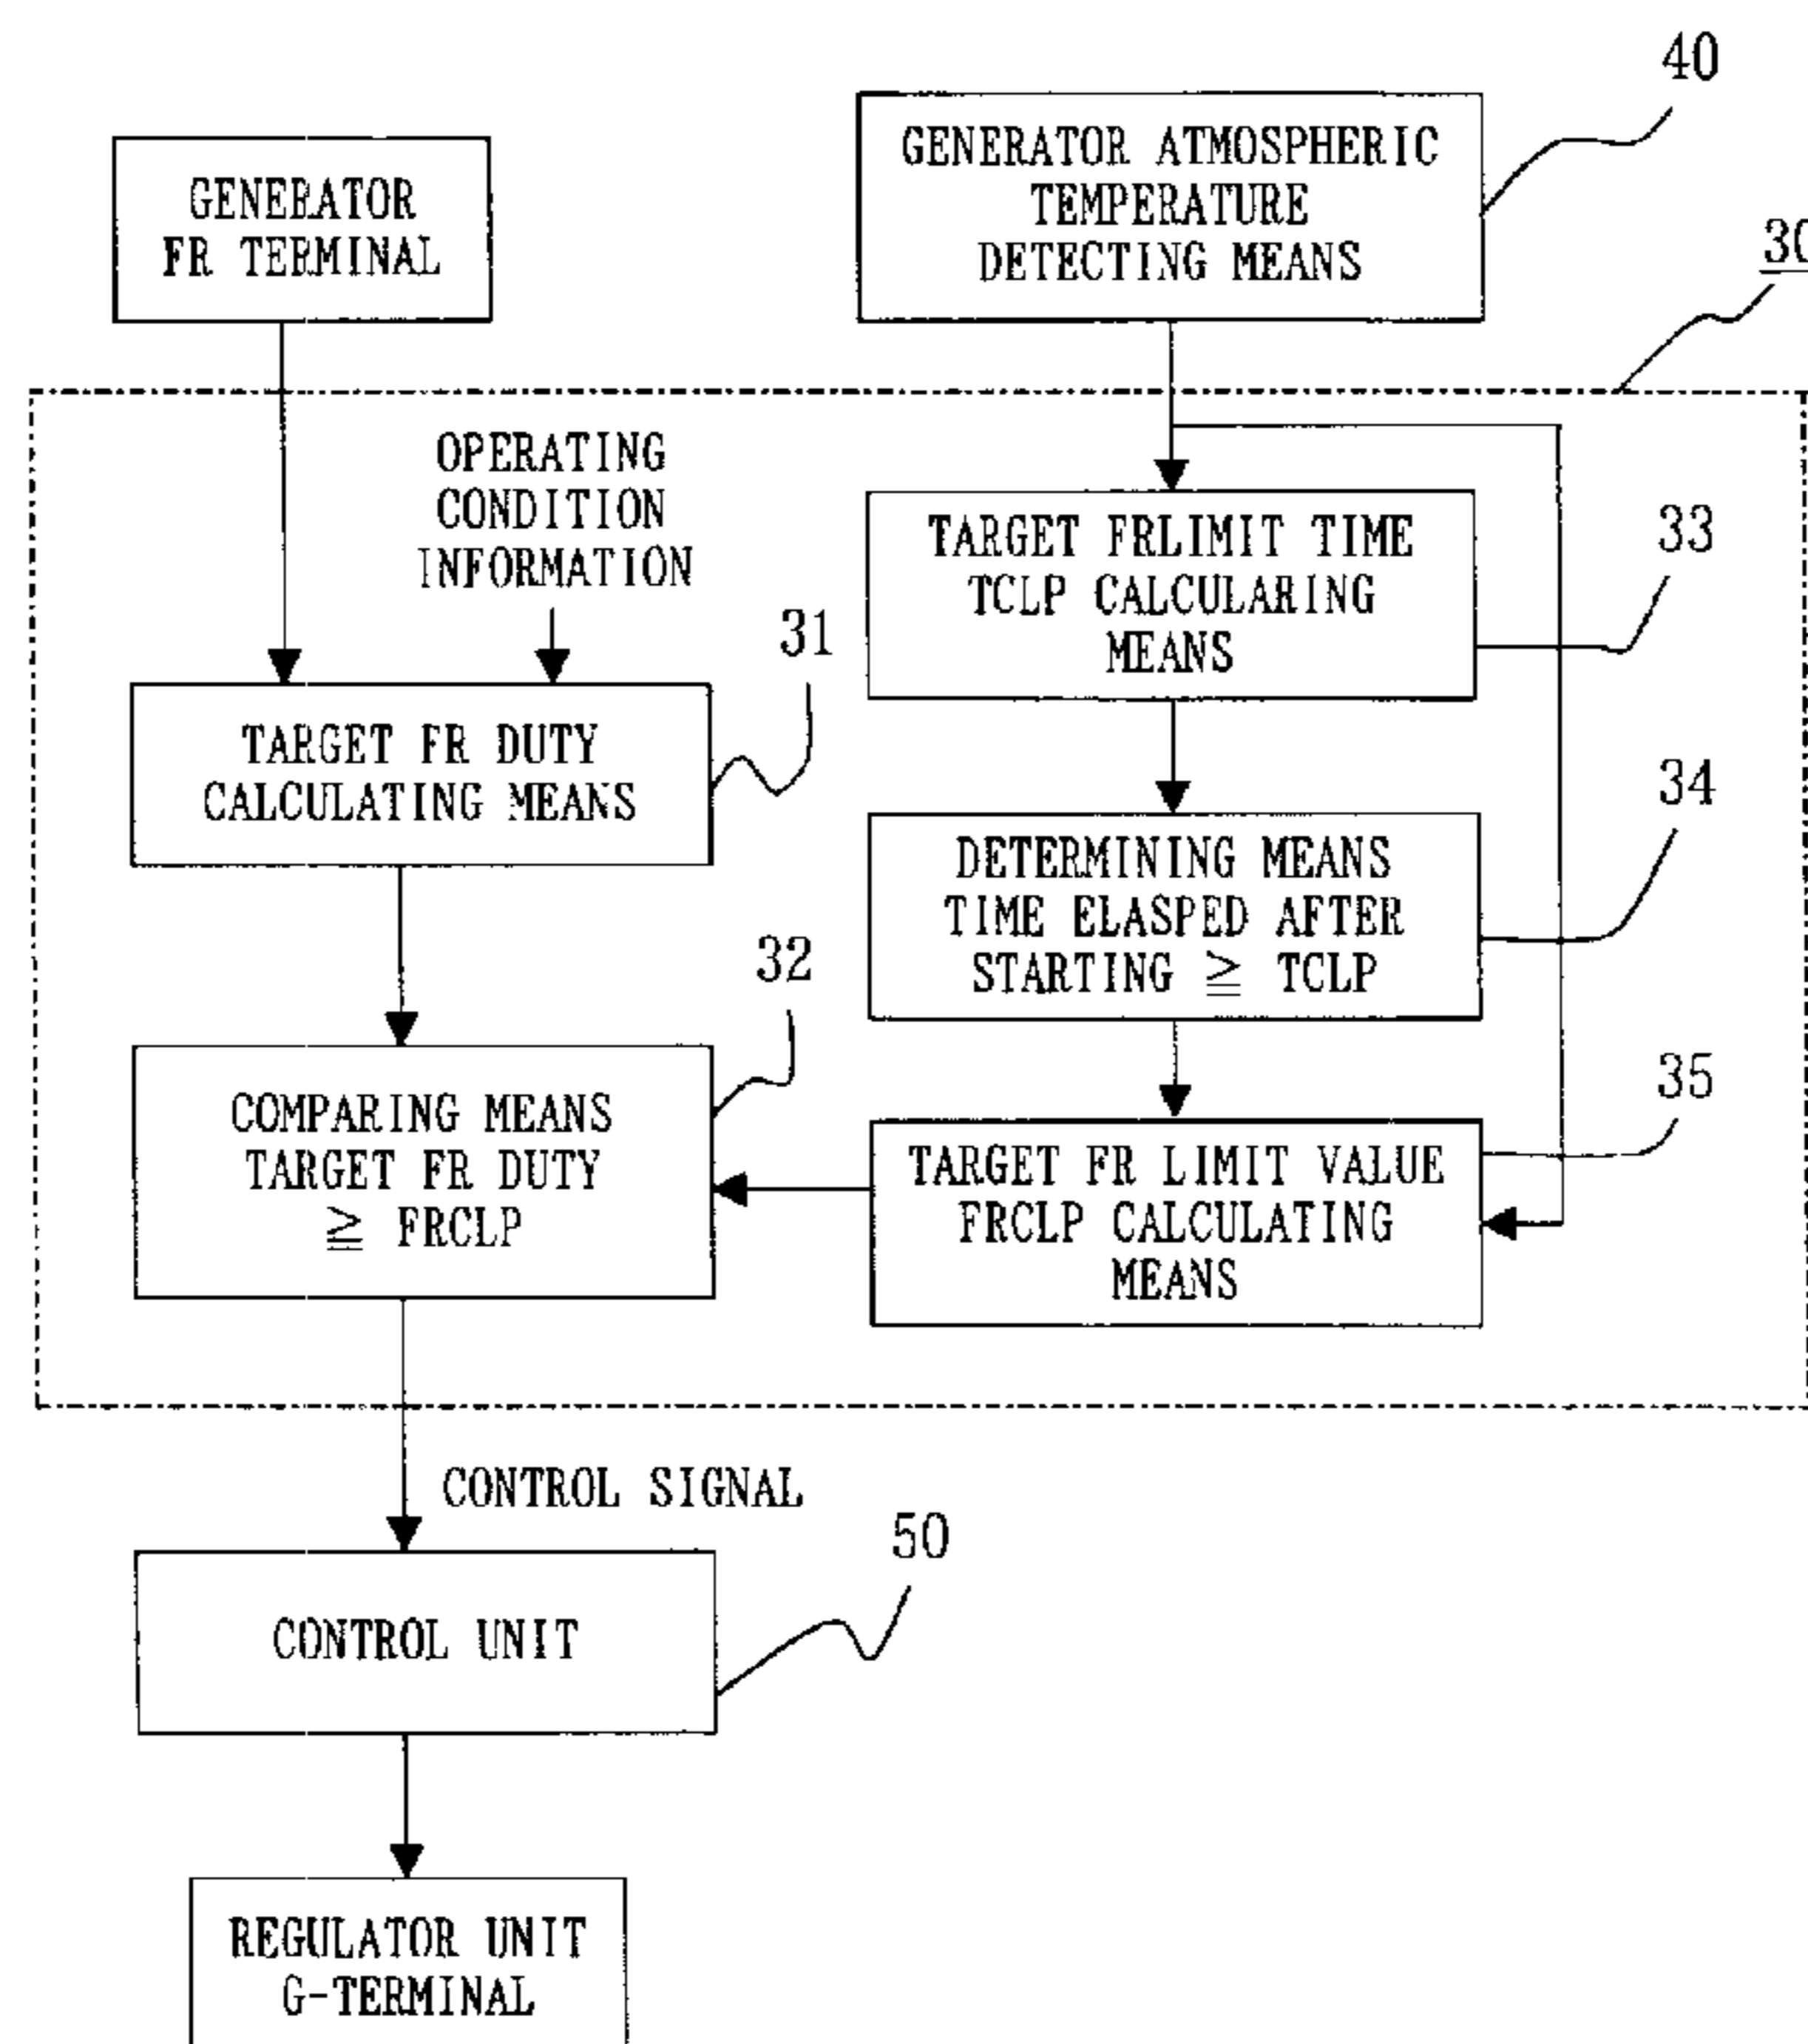 40
GENERATOR ATMOSPHERIC
TEMPERATURE
DETECTING MEANS
GENERATOR
FR TERMINAL
30
OPERATING
CONDITION
INFORMATION
TARGET FRLIMIT TIME
TCLP CALCULARING
MEANS
33
31
TARGET FR DUTY
CALCULATING MEANS
34
DETERMINING MEANS
TIME ELASPED AFTER
STARTING ≧ TCLP
32
COMPARING MEANS
TARGET FR DUTY
≧ FRCLP
35
TARGET FR LIMIT VALUE
FRCLP CALCULATING
MEANS
CONTROL SIGNAL
50
CONTROL UNIT
REGULATOR UNIT
G-TERMINAL